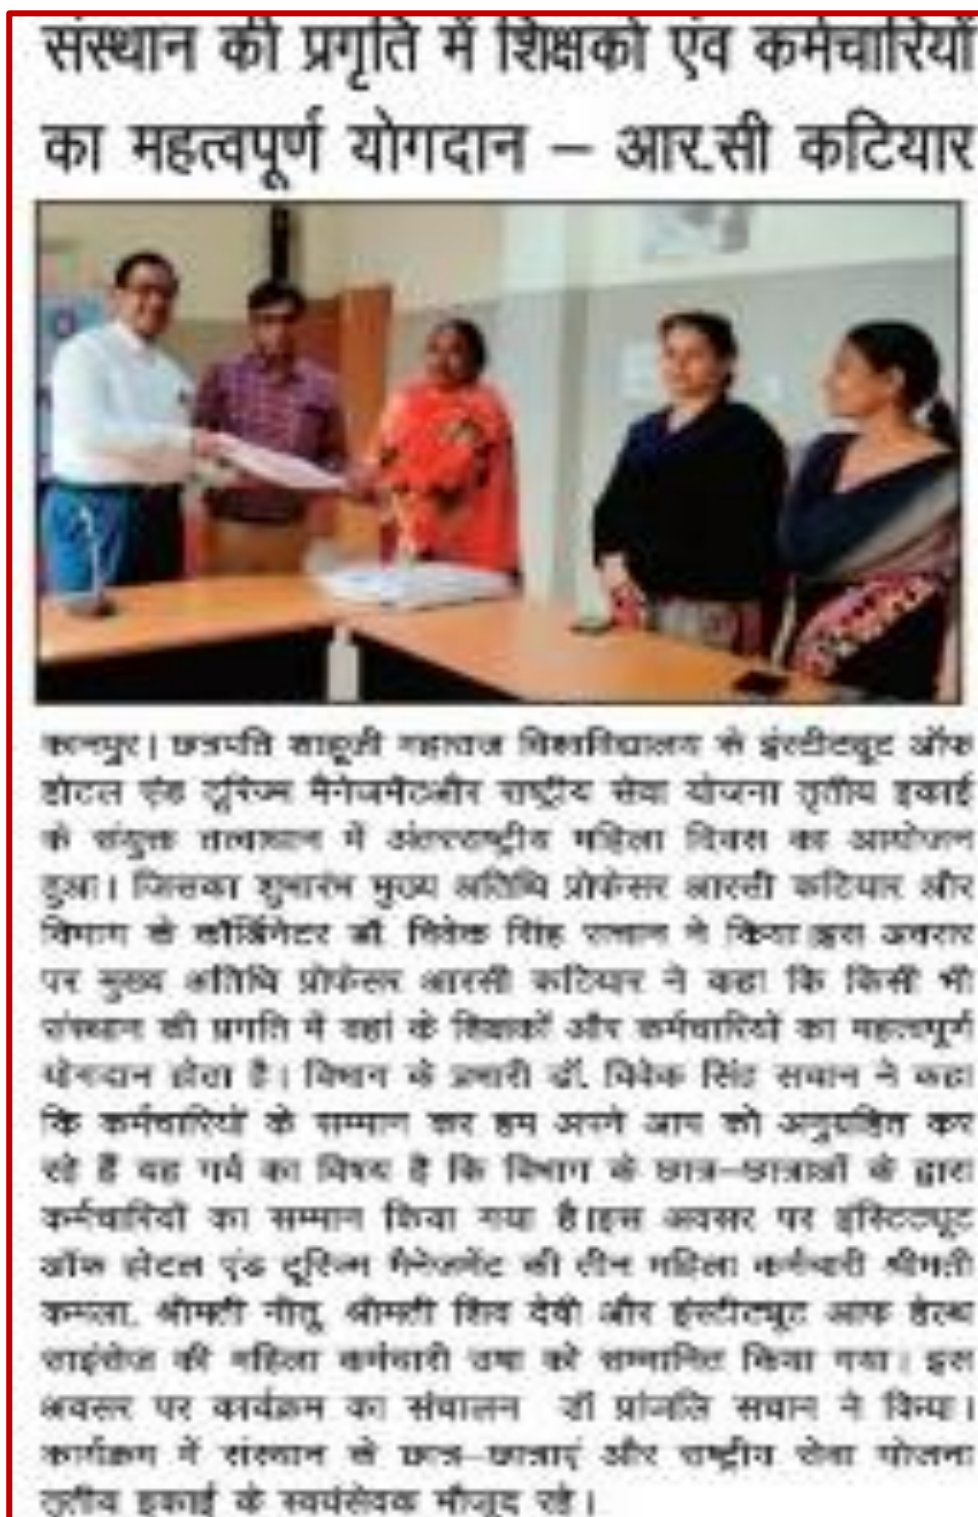 संस्थान की प्रगृति में शिक्षको एंव कर्मचारियों
का महत्वपूर्ण योगदान – आर.सी कटियार
कानपुर। छत्रपति शाहूजी महाराज विश्वविद्यालय के इंस्टीट्यूट ऑफ
होटल एंड टूरिज्म मैनेजमेंटऔर राष्ट्रीय सेवा योजना तृतीय इकाई
के संयुक्त तत्वाधान में अंतरराष्ट्रीय महिला दिवस का आयोजन
हुआ। जिसका शुभारंभ मुख्य अतिथि प्रोफेसर आरसी कटियार और
विभाग के कॉर्डिनेटर डॉ. विवेक सिंह सचान ने किया।इस अवसर
पर मुख्य अतिथि प्रोफेसर आरसी कटियार ने कहा कि किसी भी
संस्थान की प्रगति में वहां के शिक्षकों और कर्मचारियों का महत्वपूर्ण
योगदान होता है। विभाग के प्रभारी डॉ. विवेक सिंह सचान ने कहा
कि कर्मचारियों के सम्मान कर हम अपने आप को अनुग्रहित कर
रहे हैं यह गर्व का विषय है कि विभाग के छात्र–छात्राओं के द्वारा
कर्मचारियों का सम्मान किया गया है।इस अवसर पर इंस्टिट्यूट
ऑफ होटल एंड टूरिज्म मैनेजमेंट की तीन महिला कर्मचारी श्रीमती
कमला, श्रीमती नीतू, श्रीमती शिव देवी और इंस्टीट्यूट आफ हेल्थ
साइंसेज की महिला कर्मचारी उषा को सम्मानित किया गया। इस
अवसर पर कार्यक्रम का संचालन डॉ प्रांजलि सचान ने किया।
कार्यक्रम में संस्थान के छात्र–छात्राएं और राष्ट्रीय सेवा योजना
तृतीय इकाई के स्वयंसेवक मौजूद रहे।